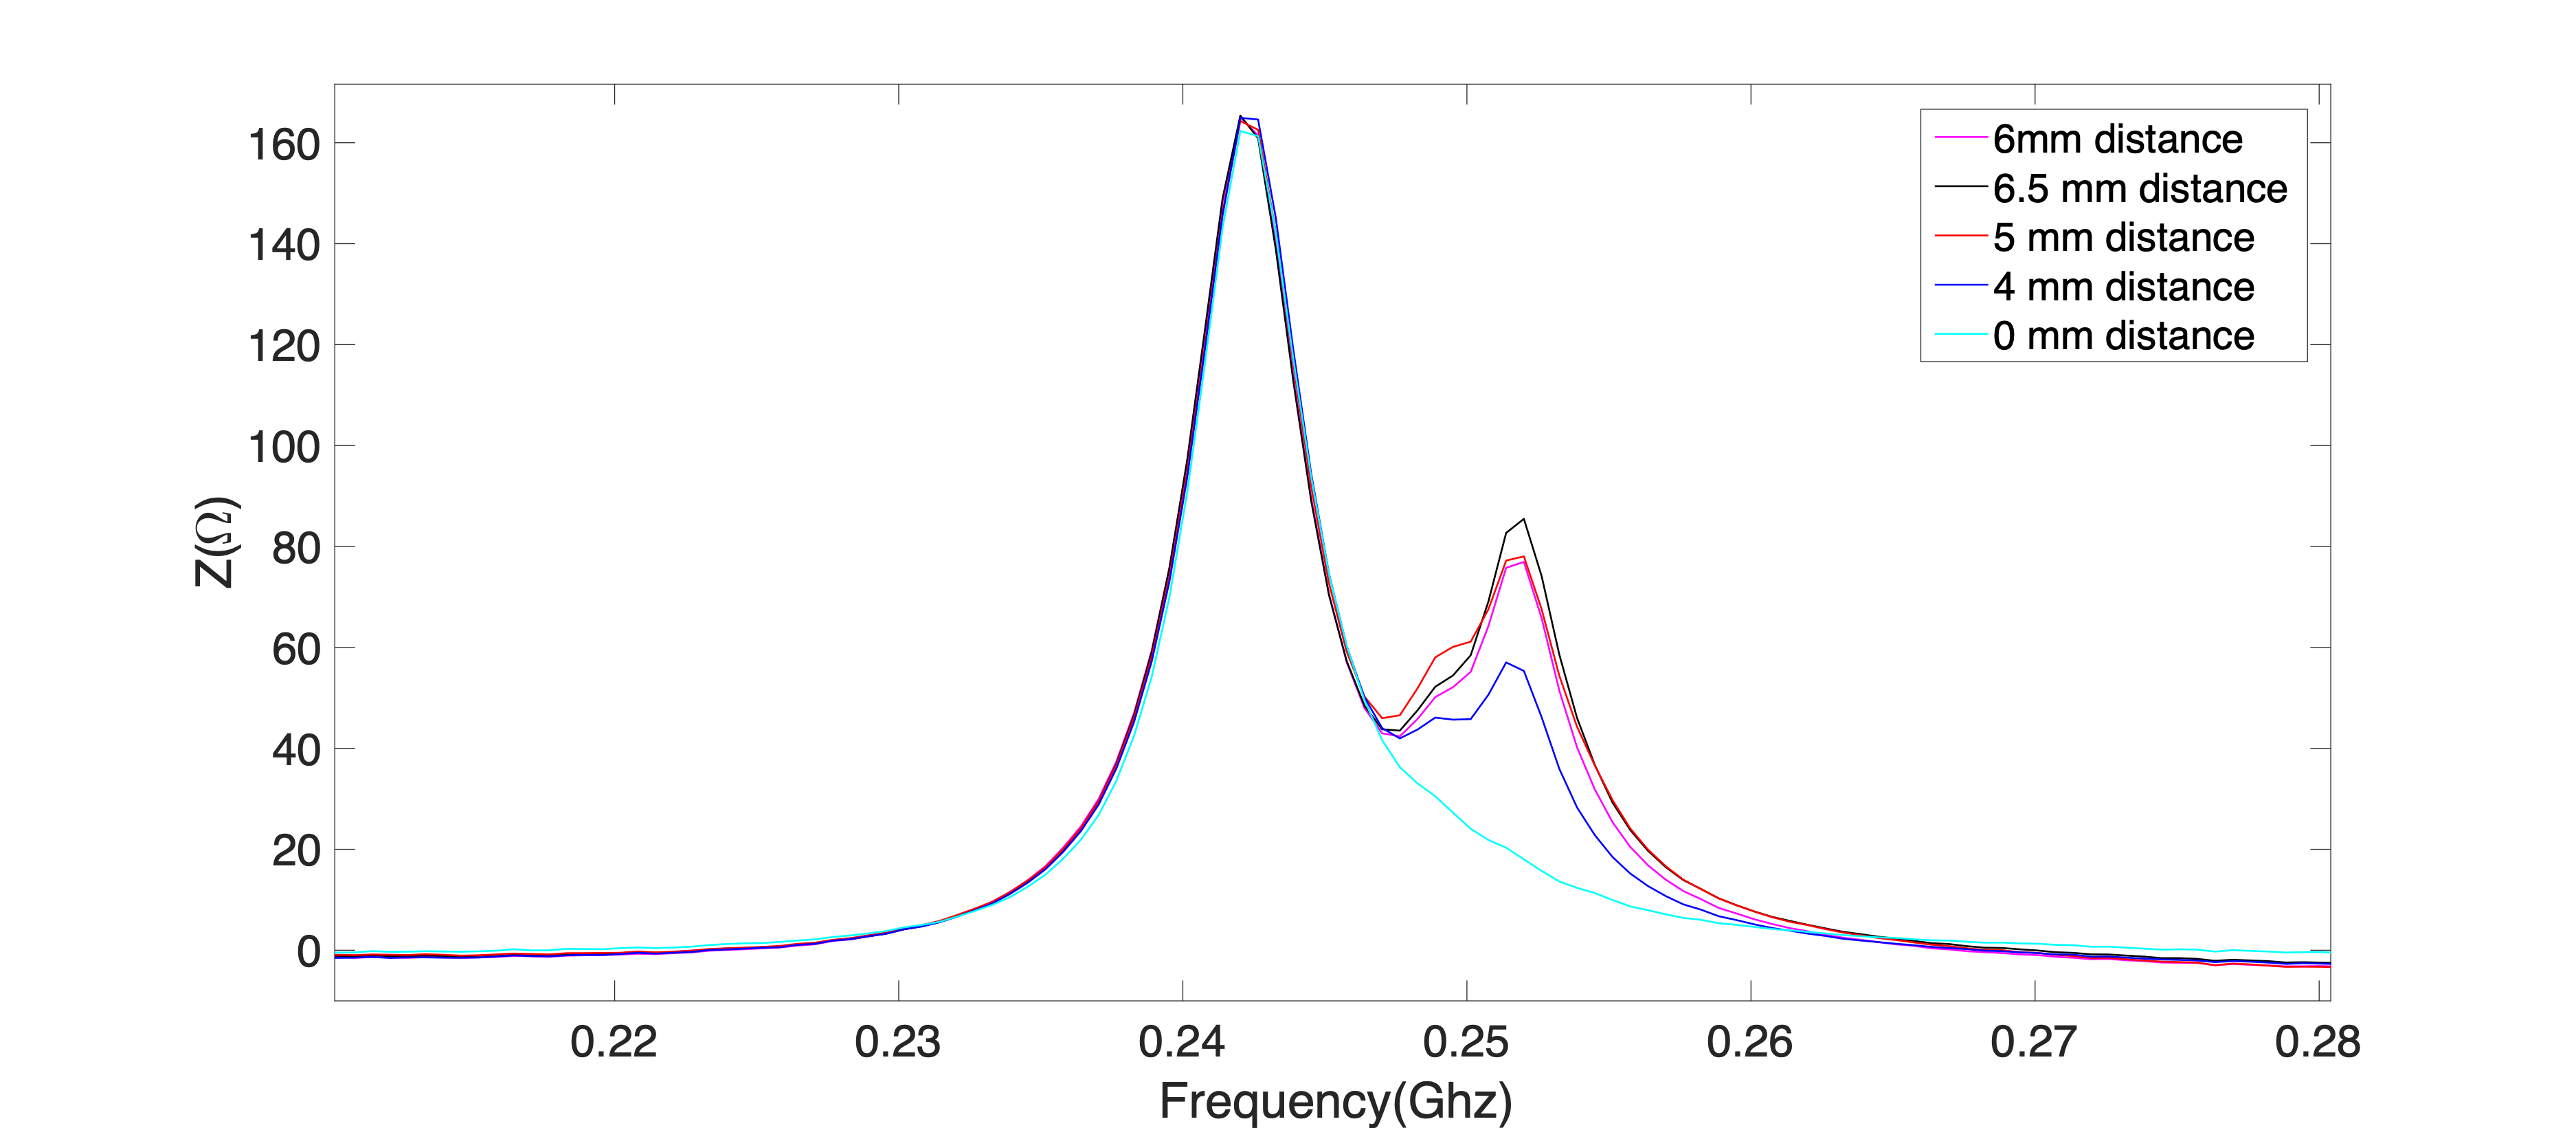 160
140
120
100
80
60
40
20
0
Z(Ω)
6mm distance
6.5 mm distance
5 mm distance
4 mm distance
0 mm distance
0.22 0.23 0.24 0.25 0.26 0.27 0.28
Frequency(Ghz)